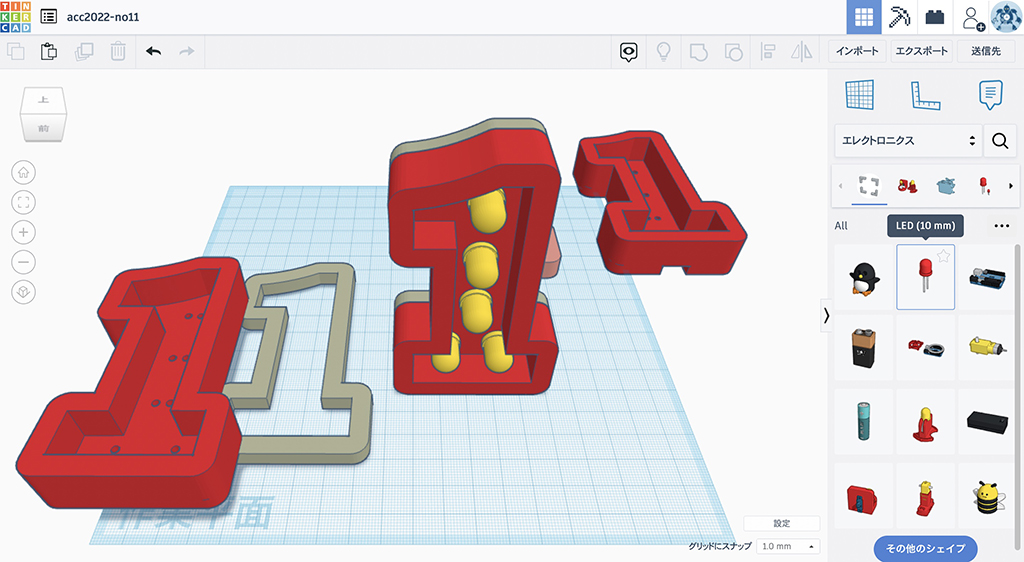 TIN
KER
CAD
acc2022-no11
インポート
エクスポート
送信先
上
前
エレクトロニクス
All
LED (10 mm)
作業平面
設定
グリッドにスナップ
1.0 mm
その他のシェイプ